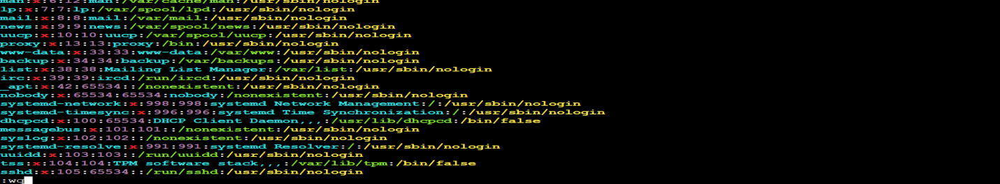 man:x:6:12:man:/var/cache/man:/usr/sbin/nologin
lp:x:7:7:lp:/var/spool/lpd:/usr/sbin/nologin
mail:x:8:8:mail:/var/mail:/usr/sbin/nologin
news:x:9:9:news:/var/spool/news:/usr/sbin/nologin
uucp:x:10:10:uucp:/var/spool/uucp:/usr/sbin/nologin
proxy:x:13:13:proxy:/bin:/usr/sbin/nologin
www-data:x:33:33:www-data:/var/www:/usr/sbin/nologin
backup:x:34:34:backup:/var/backups:/usr/sbin/nologin
list:x:38:38:Mailing List Manager:/var/list:/usr/sbin/nologin
irc:x:39:39:ircd:/run/ircd:/usr/sbin/nologin
_apt:x:42:65534::/nonexistent:/usr/sbin/nologin
nobody:x:65534:65534:nobody:/nonexistent:/usr/sbin/nologin
systemd-network:x:998:998:systemd Network Management:/:/usr/sbin/nologin
systemd-timesync:x:996:996:systemd Time Synchronization:/:/usr/sbin/nologin
dhcpcd:x:100:65534:DHCP Client Daemon,,,:/usr/lib/dhcpcd:/bin/false
messagebus:x:101:101::/nonexistent:/usr/sbin/nologin
syslog:x:102:102::/nonexistent:/usr/sbin/nologin
systemd-resolve:x:991:991:systemd Resolver:/:/usr/sbin/nologin
uuidd:x:103:103::/run/uuidd:/usr/sbin/nologin
tss:x:104:104:TPM software stack,,,:/var/lib/tpm:/bin/false
sshd:x:105:65534::/run/sshd:/usr/sbin/nologin
:wq